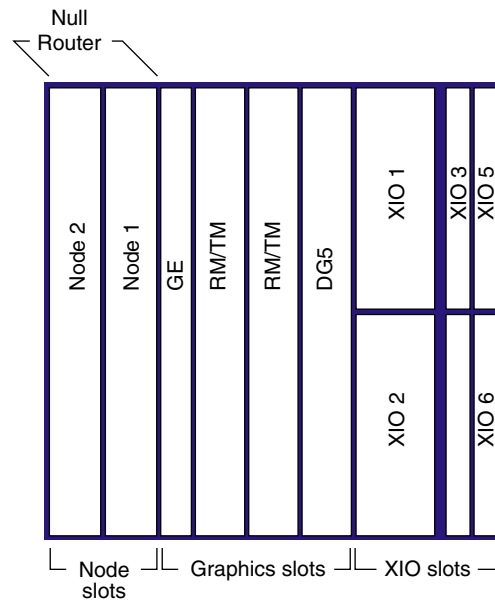 Null
Router
Node 2
Node 1
GE
RM/TM
RM/TM
DG5
XIO 1
XIO 3
XIO 5
XIO 2
XIO 6
Node
slots
Graphics slots
XIO slots